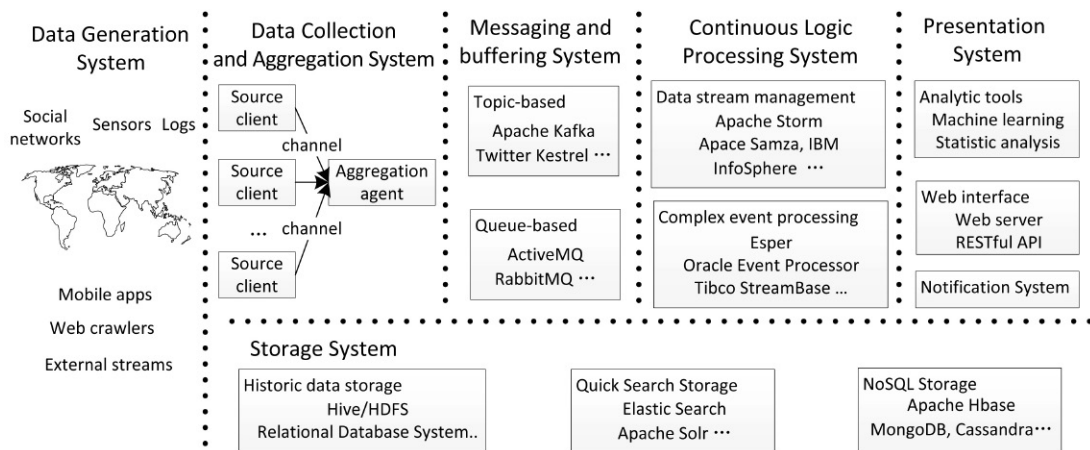 Data Generation
System
Social
networks
Sensors
Logs
Mobile apps
Web crawlers
External streams
Data Collection
and Aggregation System
Source
client
channel
Source
client
Aggregation
agent
...
channel
Source
client
Messaging and
buffering System
Topic-based
Apache Kafka
Twitter Kestrel ···
Queue-based
ActiveMQ
RabbitMQ ···
Continuous Logic
Processing System
Data stream management
Apache Storm
Apace Samza, IBM
InfoSphere ···
Complex event processing
Esper
Oracle Event Processor
Tibco StreamBase ...
Presentation
System
Analytic tools
Machine learning
Statistic analysis
Web interface
Web server
RESTful API
Notification System
Storage System
Historic data storage
Hive/HDFS
Relational Database System..
Quick Search Storage
Elastic Search
Apache Solr ···
NoSQL Storage
Apache Hbase
MongoDB, Cassandra···